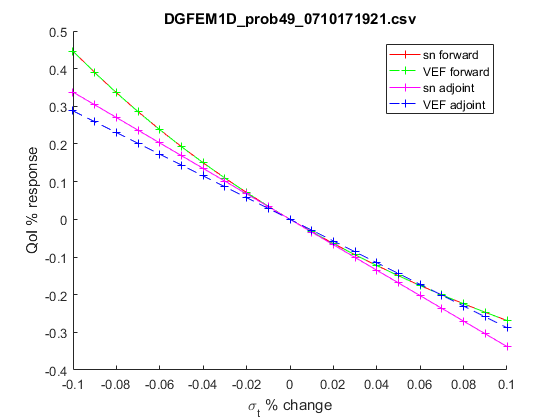 DGFEM1D_prob49_0710171921.csv
0.5
0.4
0.3
0.2
0.1
0
-0.1
-0.2
-0.3
-0.4
QoI % response
sn forward
VEF forward
sn adjoint
VEF adjoint
-0.1 -0.08 -0.06 -0.04 -0.02 0 0.02 0.04 0.06 0.08 0.1
σt % change